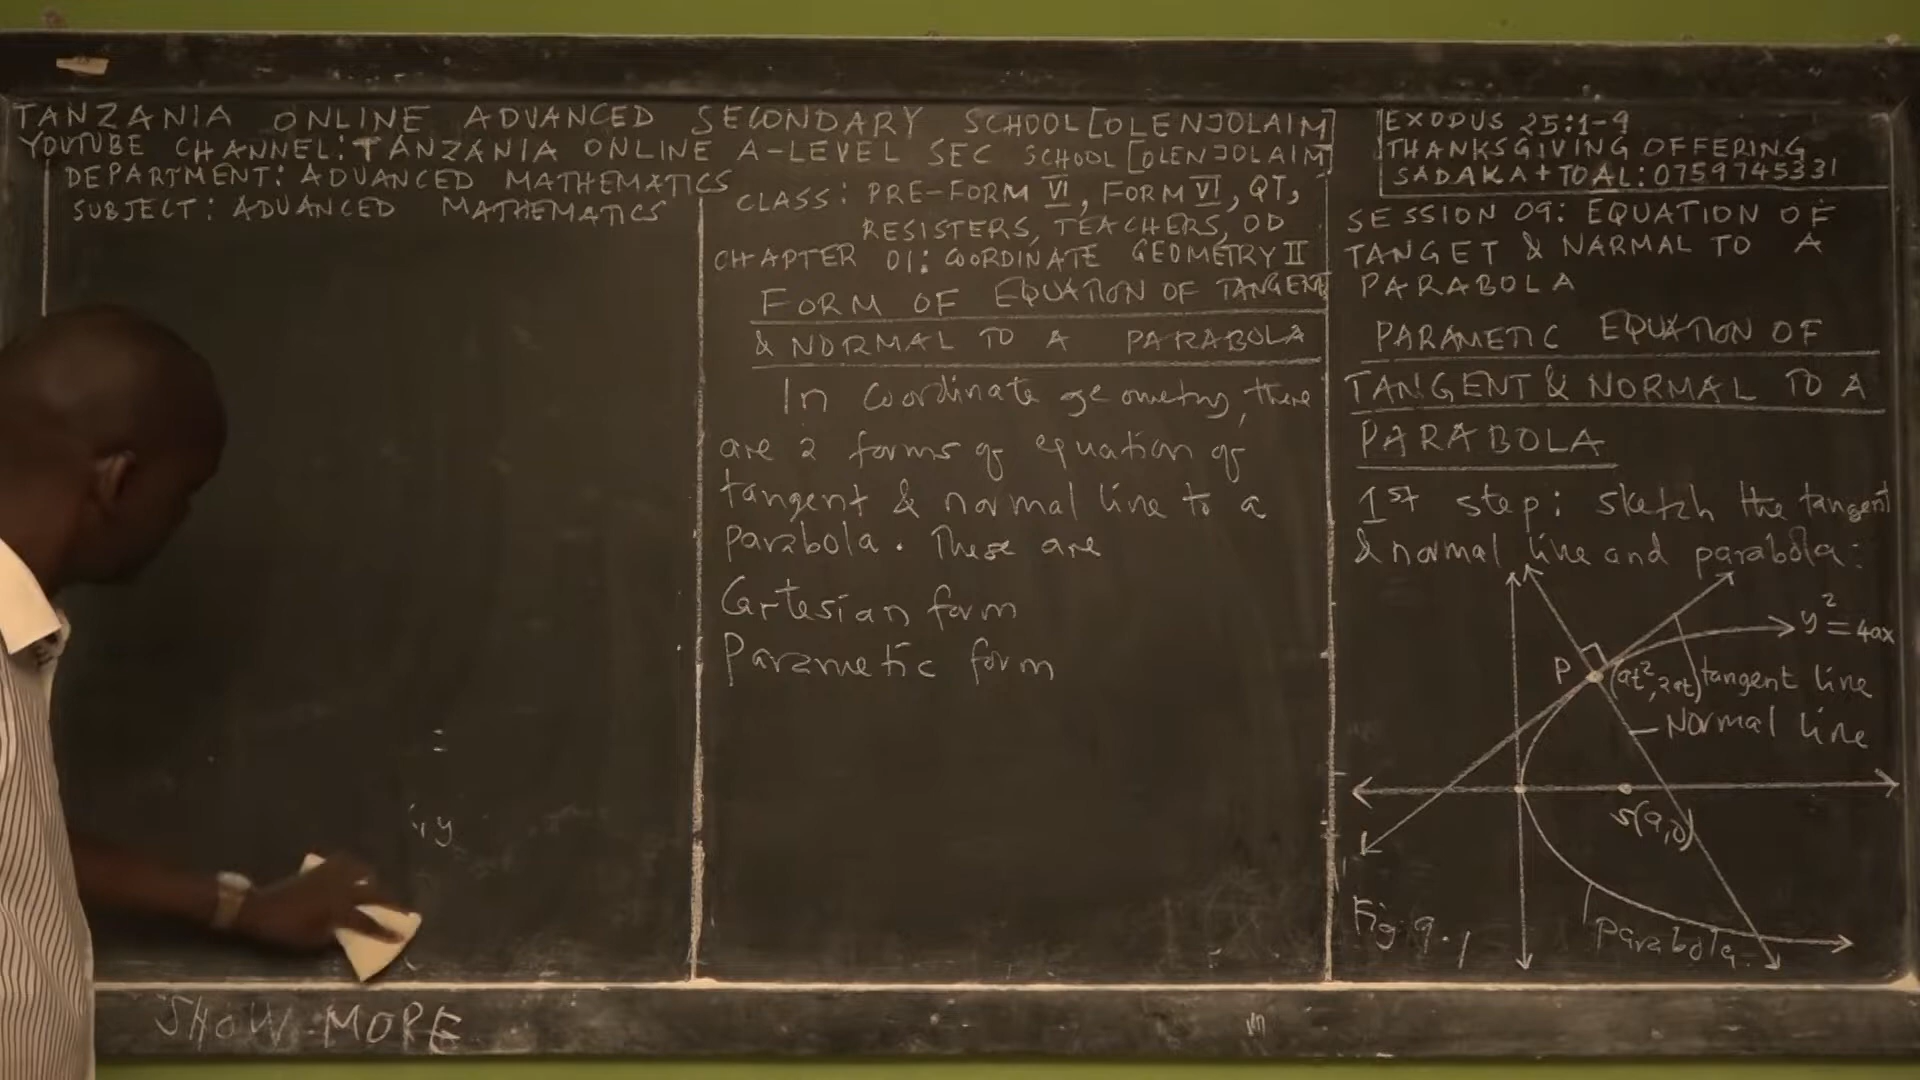 TANZANIA ONLINE ADVANCED SECONDARY SCHOOL [OLENJOLAIM]
YOUTUBE CHANNEL: TANZANIA ONLINE A-LEVEL SEC SCHOOL [OLENJOLAIM]
DEPARTMENT: ADVANCED MATHEMATICS
SUBJECT: ADVANCED MATHEMATICS
=
y
SHOW MORE
CLASS: PRE-FORM VI, FORM VI, QT,
RESISTERS, TEACHERS, OD
CHAPTER 01: COORDINATE GEOMETRY II
FORM OF EQUATION OF TANGENT
& NORMAL TO A PARABOLA
In coordinate geometry, there
are 2 forms of equation of
tangent & normal line to a
parabola. These are
Cartesian form
Parametic form
EXODUS 25:1-9
THANKSGIVING OFFERING
SADAKA + TOAL: 0759745331
SESSION 09: EQUATION OF
TANGET & NARMAL TO A
PARABOLA
PARAMETIC EQUATION OF
TANGENT & NORMAL TO A
PARABOLA
1st step: sketch the tangent
& normal line and parabola:
y² = 4ax
P (at², 2at) tangent line
Normal line
S(a,0)
Fig 9.1
parabola